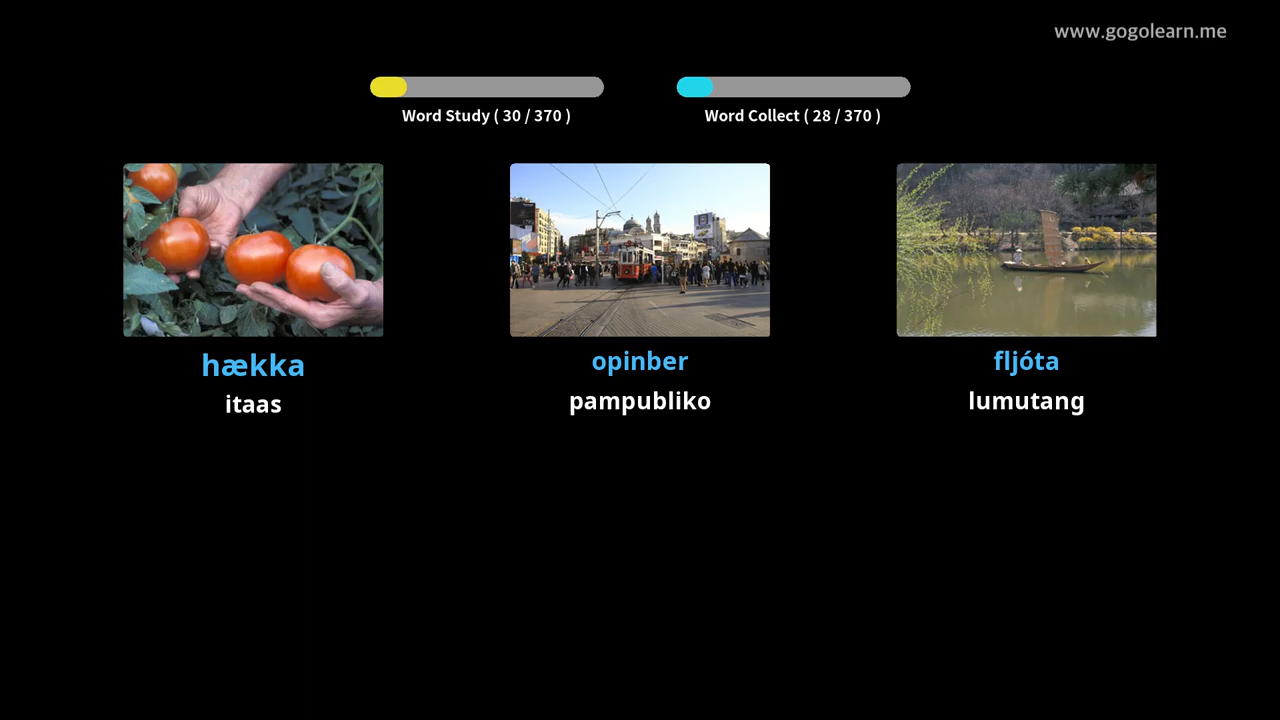 www.gogolearn.me
Word Study ( 30 / 370 )
Word Collect ( 28 / 370 )
hækka
itaas
opinber
pampubliko
fljóta
lumutang